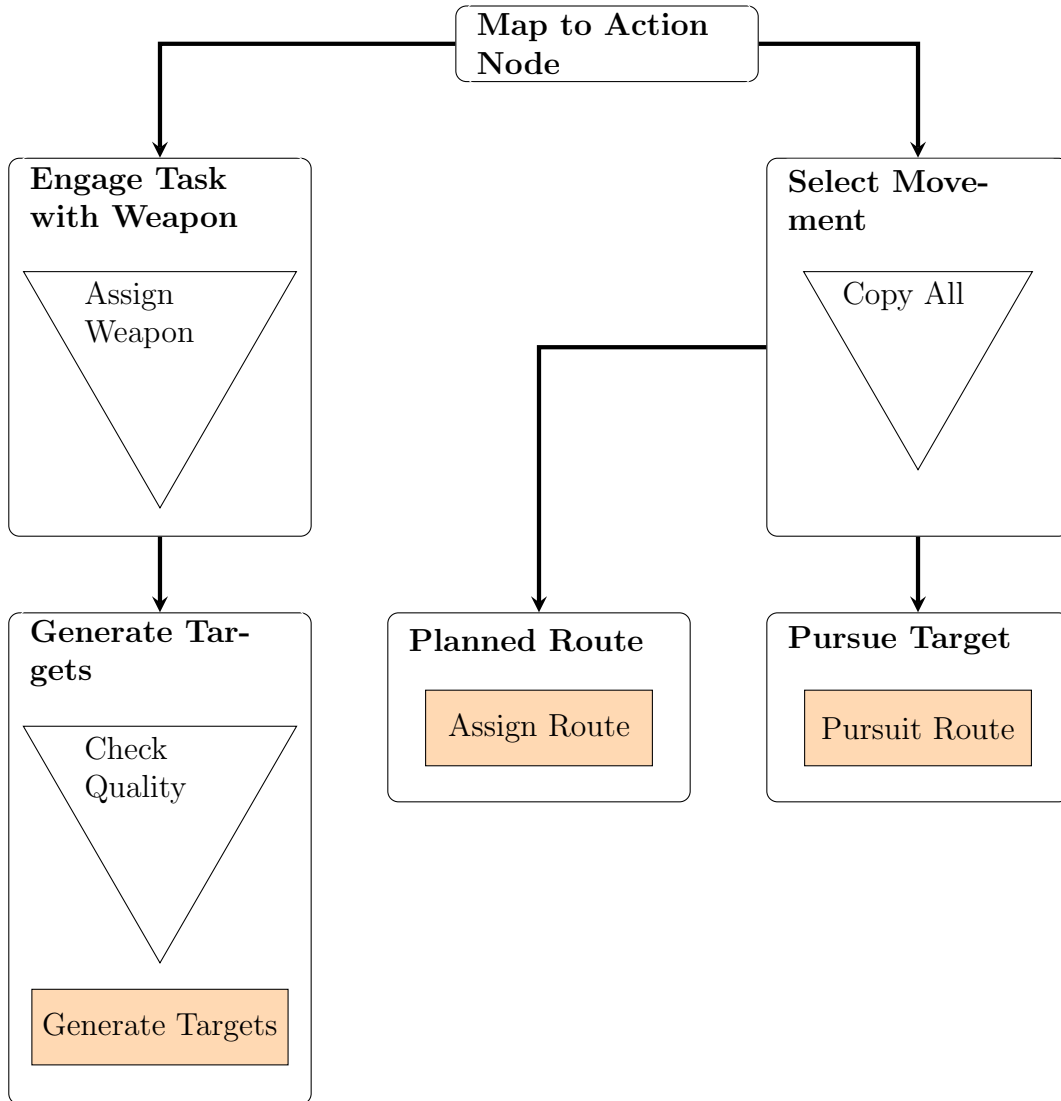 Map to Action
Node
Engage Task
with Weapon
Assign
Weapon
Select Move-
ment
Copy All
Generate Tar-
gets
Check
Quality
Generate Targets
Planned Route
Assign Route
Pursue Target
Pursuit Route